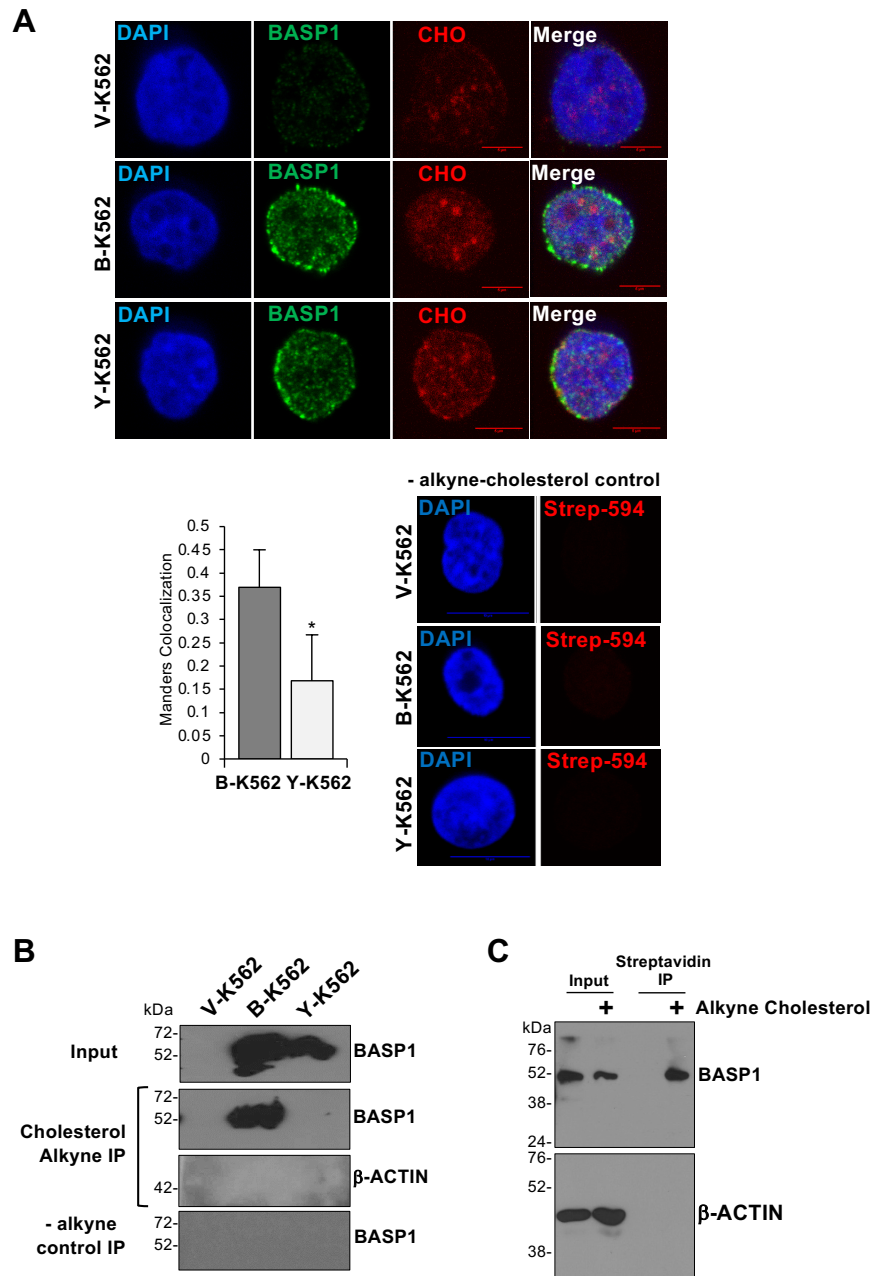 A
DAPI BASP1 CHO Merge
V-K562
DAPI BASP1 CHO Merge
B-K562
DAPI BASP1 CHO Merge
Y-K562
Manders Colocalization
0.5
0.45
0.4
0.35
0.3
0.25
0.2
0.15
0.1
0.05
0
*
B-K562 Y-K562
- alkyne-cholesterol control
DAPI Strep-594
V-K562
DAPI Strep-594
B-K562
DAPI Strep-594
Y-K562
B
V-K562 B-K562 Y-K562
kDa
72-
Input 52- BASP1
72-
52- BASP1
Cholesterol
Alkyne IP
β-ACTIN
42-
- alkyne
control IP
72-
52-
BASP1
C
Streptavidin
Input IP
+ + Alkyne Cholesterol
kDa
76-
52- BASP1
38-
24-
76-
52-
β-ACTIN
38-